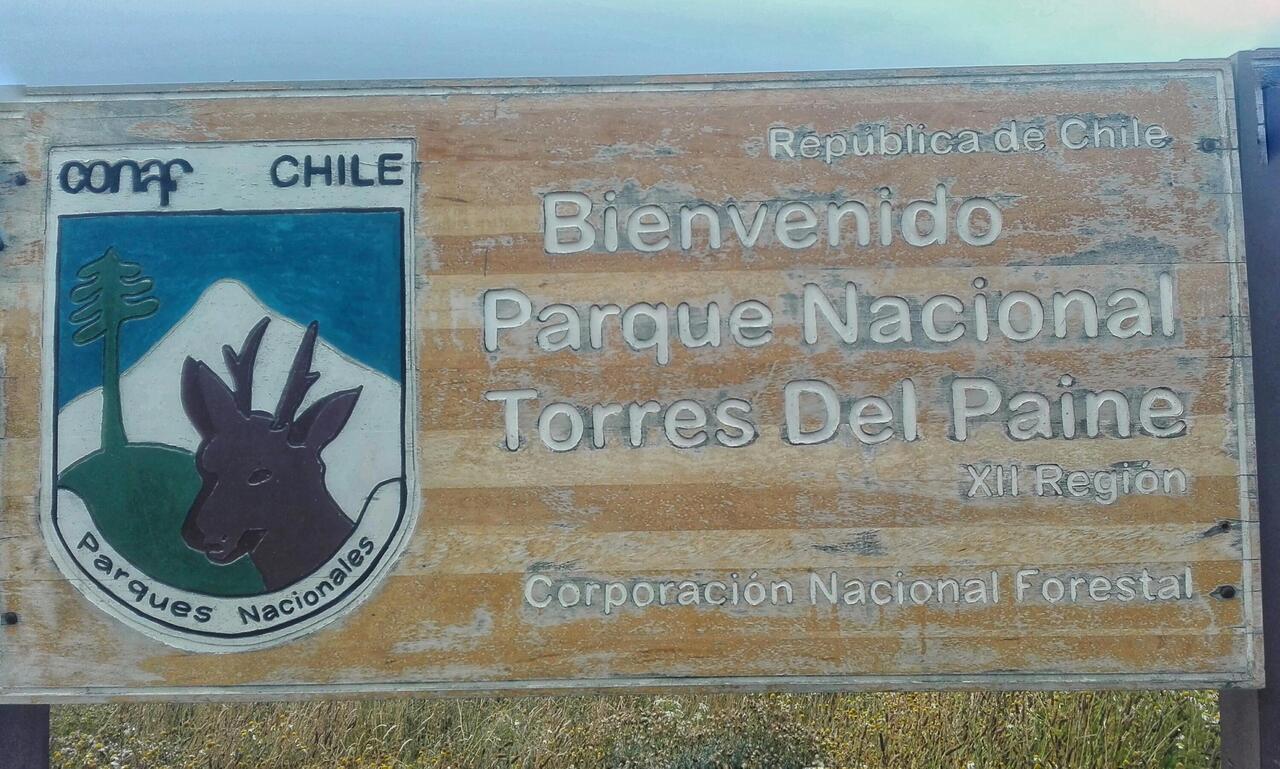 conaf CHILE
Parques Nacionales
República de Chile
Bienvenido
Parque Nacional
Torres Del Paine
XII Región
Corporación Nacional Forestal